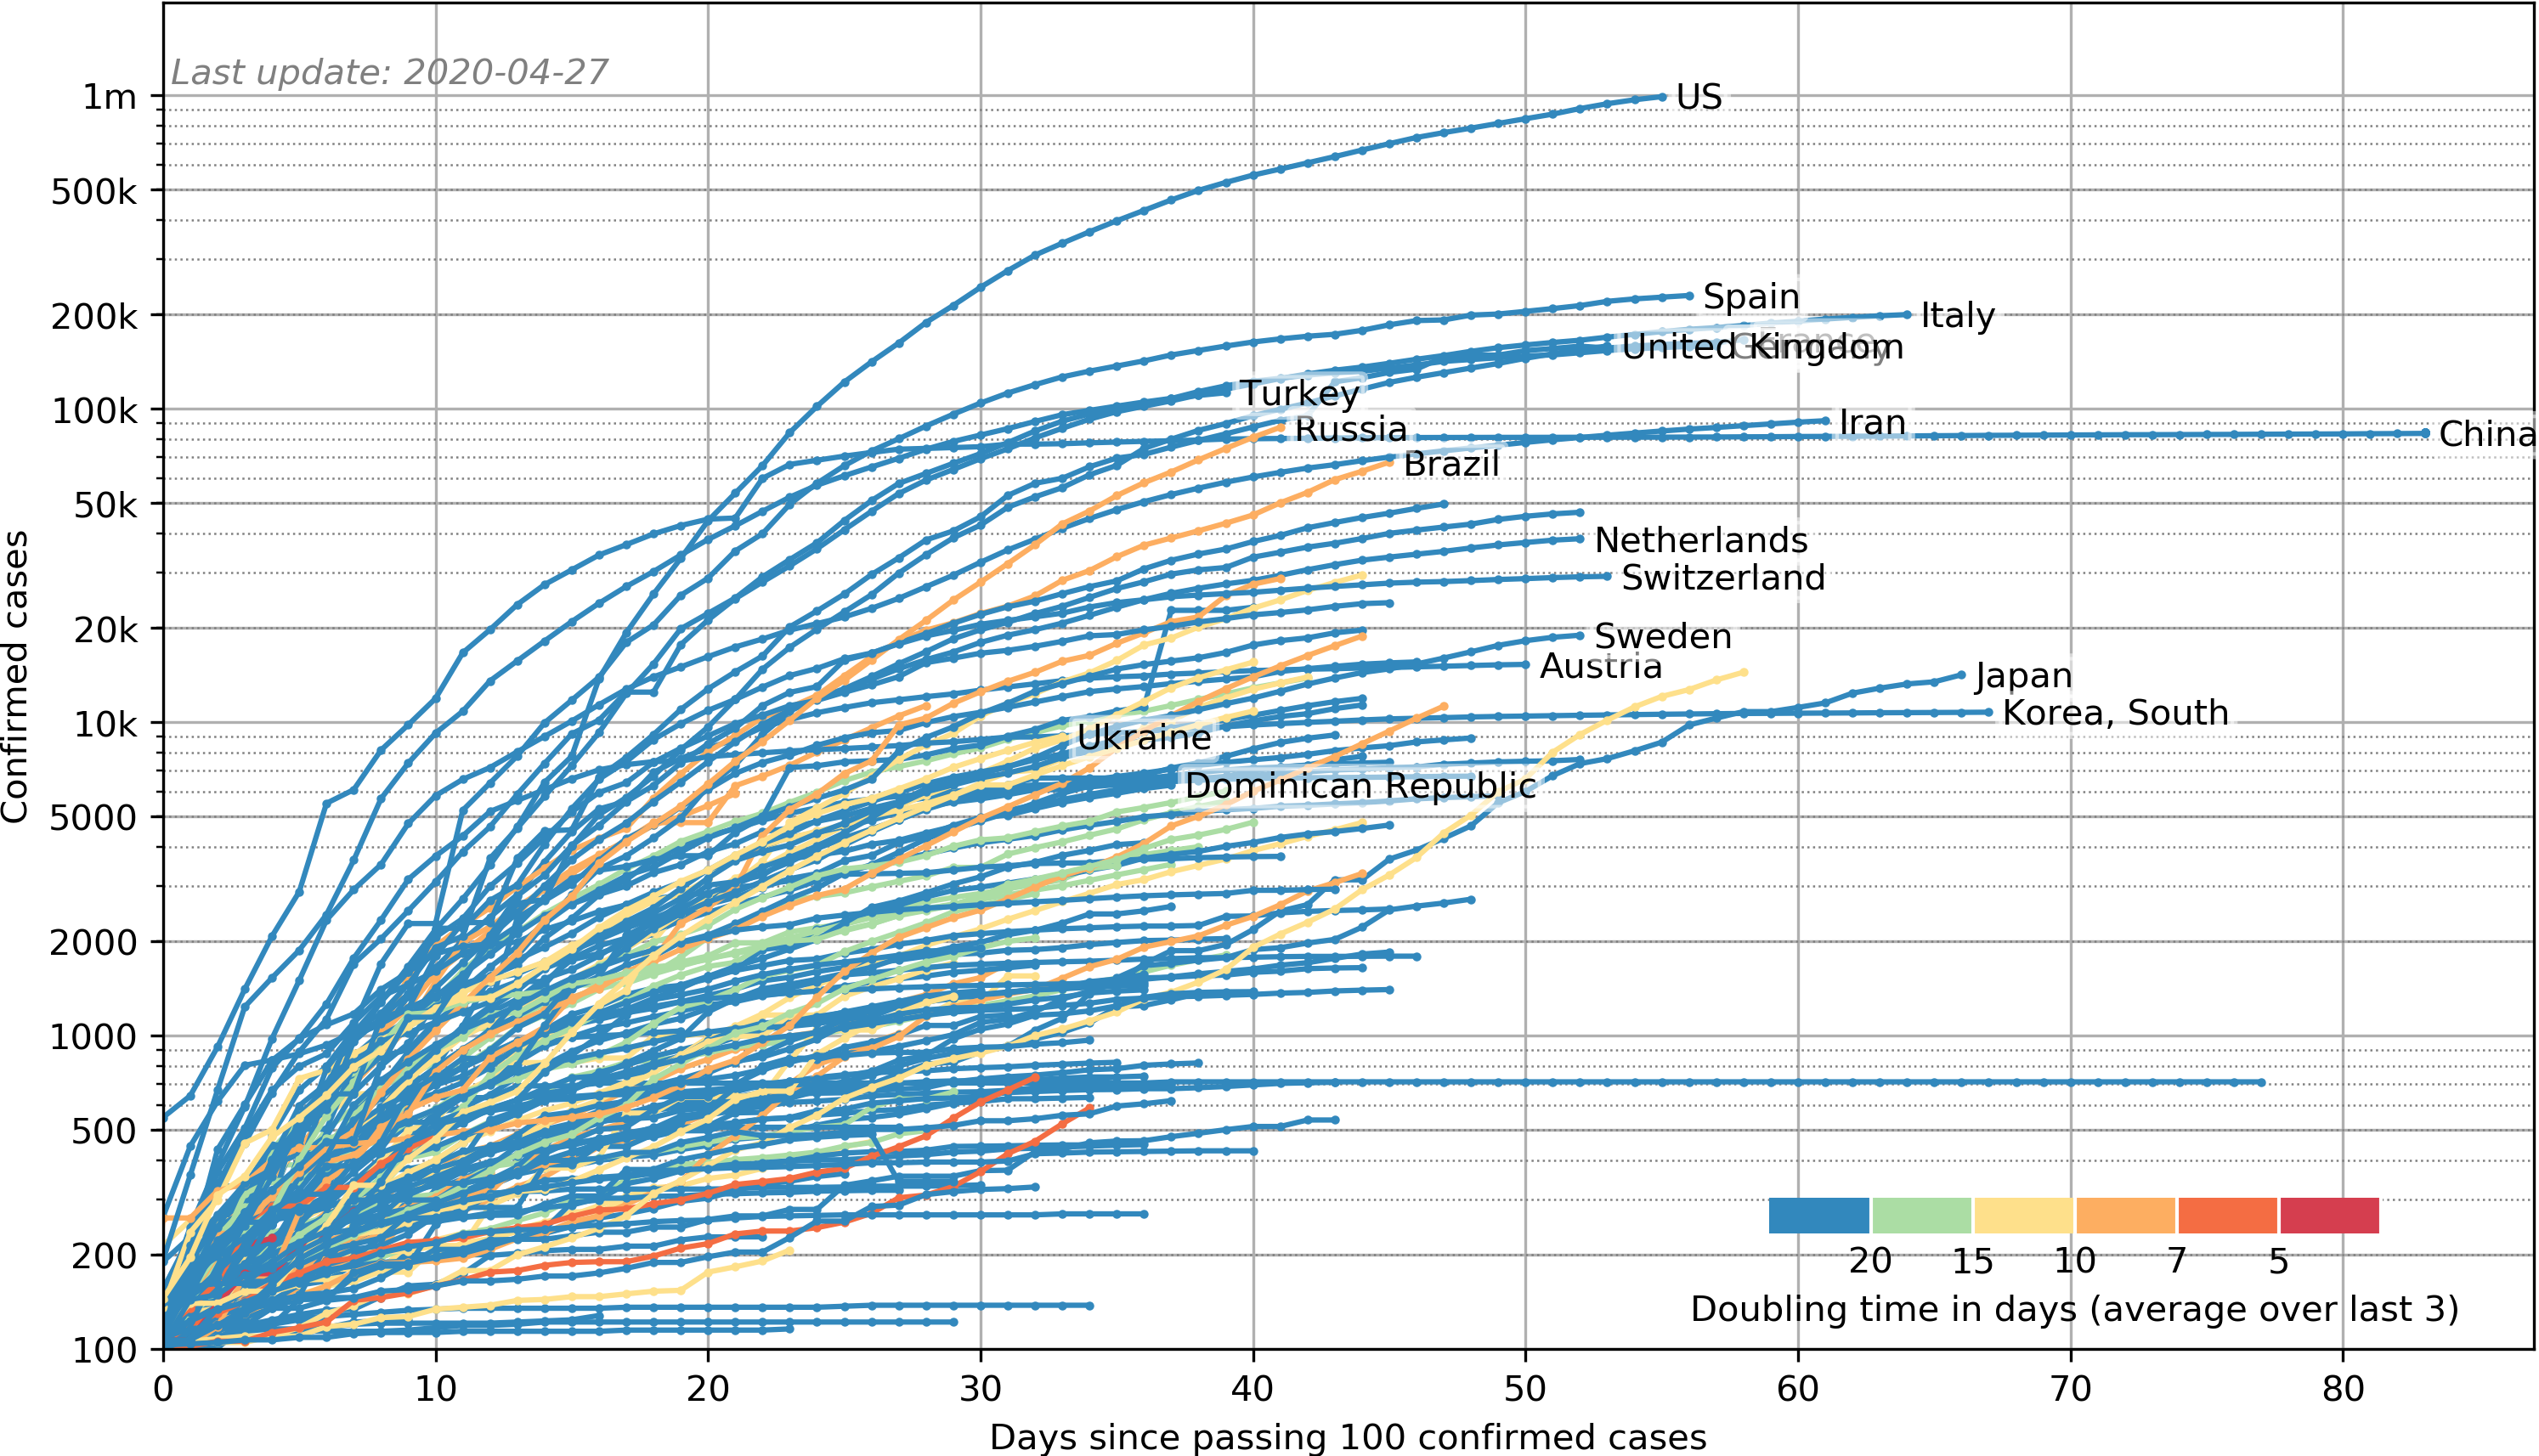 Last update: 2020-04-27
1m
500k
200k
100k
50k
20k
10k
5000
2000
1000
500
200
100
Confirmed cases
US
Spain
Italy
United Kingdom
Turkey
Iran
Russia
China
Brazil
Netherlands
Switzerland
Sweden
Austria
Japan
Korea, South
Ukraine
Dominican Republic
20 15 10 7 5
Doubling time in days (average over last 3)
0 10 20 30 40 50 60 70 80
Days since passing 100 confirmed cases